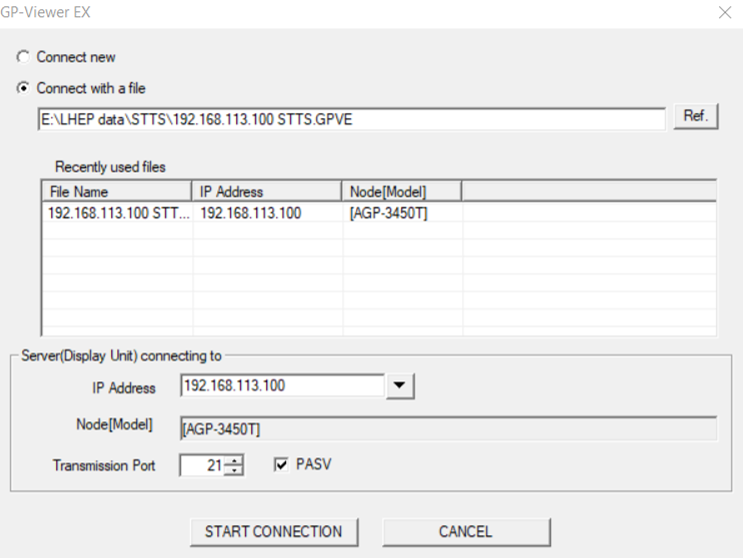 GP-Viewer EX
Connect new
Connect with a file
E:\LHEP data\STTS\192.168.113.100 STTS.GPVE
Ref.
Recently used files
File Name IP Address Node[Model]
192.168.113.100 STT... 192.168.113.100 [AGP-3450T]
Server(Display Unit) connecting to
IP Address 192.168.113.100
Node[Model] [AGP-3450T]
Transmission Port 21 PASV
START CONNECTION CANCEL